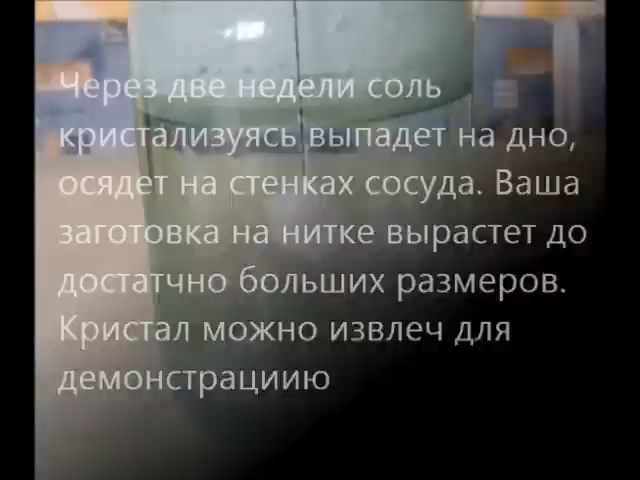 Через две недели соль
кристализуясь выпадет на дно,
осядет на стенках сосуда. Ваша
заготовка на нитке вырастет до
достатчно больших размеров.
Кристал можно извлеч для
демонстрациию